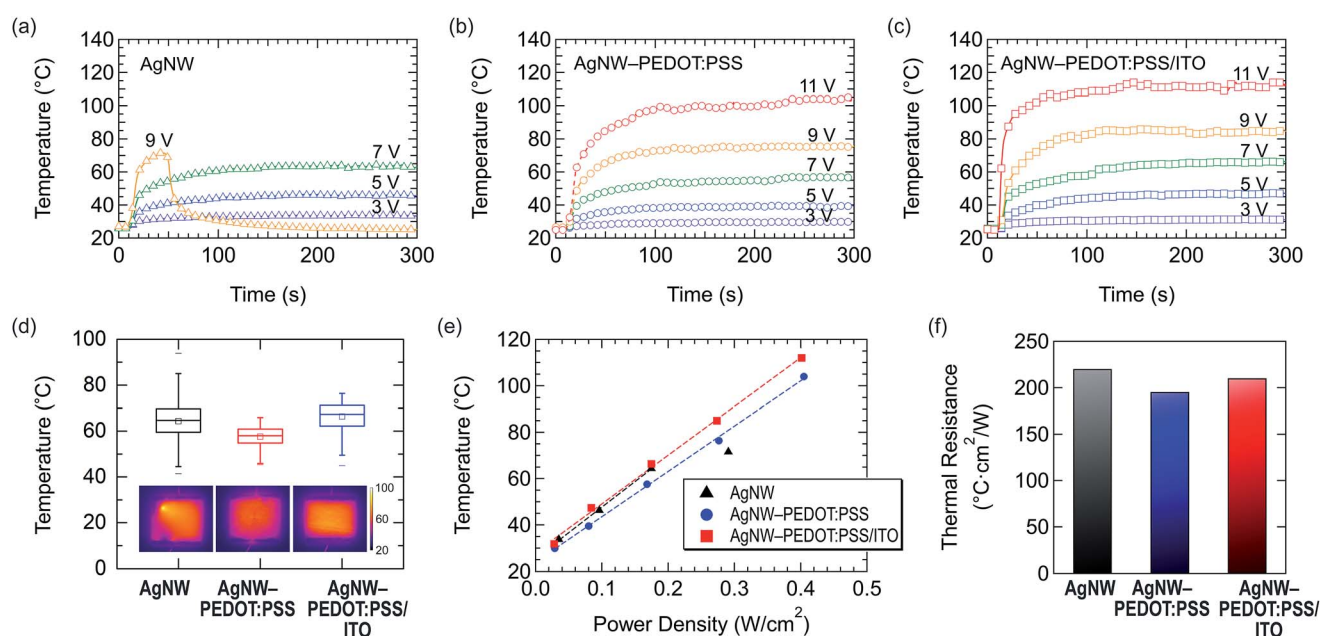 (a)
140
120
100
80
60
40
20
Temperature (°C)
AgNW
9 V
7 V
5 V
3 V
0
100
200
300
Time (s)
(b)
140
120
100
80
60
40
20
Temperature (°C)
AgNW–PEDOT:PSS
11 V
9 V
7 V
5 V
3 V
0
100
200
300
Time (s)
(c)
140
120
100
80
60
40
20
Temperature (°C)
AgNW–PEDOT:PSS/ITO
11 V
9 V
7 V
5 V
3 V
0
100
200
300
Time (s)
(d)
100
80
60
40
20
0
Temperature (°C)
100
60
20
AgNW
AgNW–
PEDOT:PSS
AgNW–
PEDOT:PSS/
ITO
(e)
120
100
80
60
40
20
Temperature (°C)
AgNW
AgNW–PEDOT:PSS
AgNW–PEDOT:PSS/ITO
0.0
0.1
0.2
0.3
0.4
0.5
Power Density (W/cm²)
(f)
250
200
150
100
50
0
Thermal Resistance
(°C·cm²/W)
AgNW
AgNW–
PEDOT:PSS
AgNW–
PEDOT:PSS/
ITO